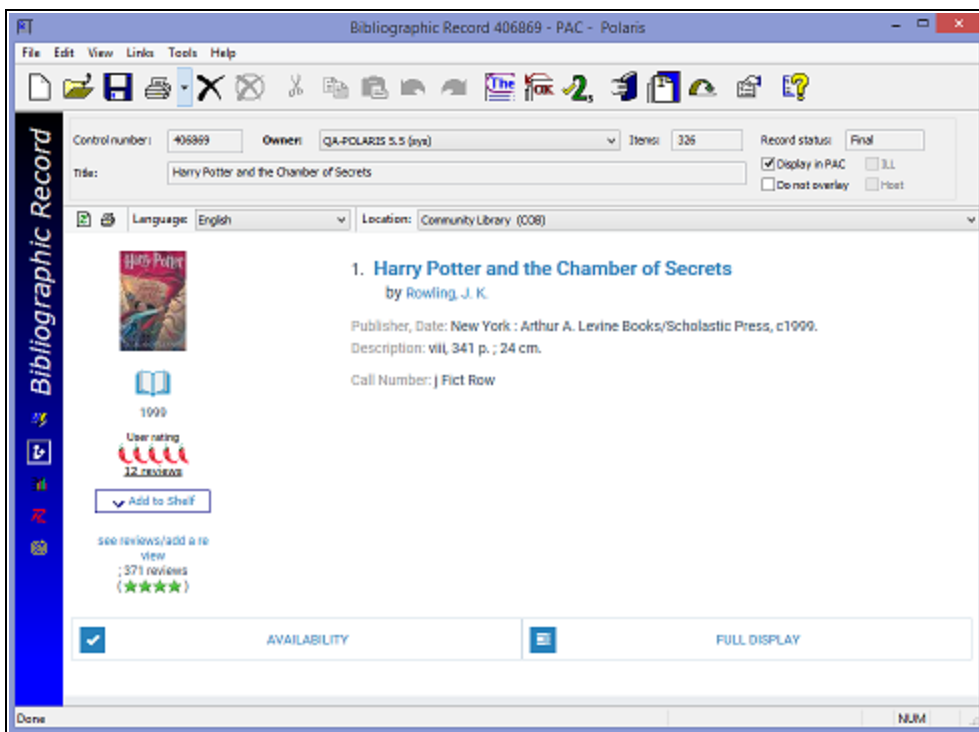 Bibliographic Record 406869 - PAC - Polaris
File Edit View Links Tools Help
Control number: 406869 Owner: QA-POLARIS 5.5 (sys) Items: 326 Record status: Final
Title: Harry Potter and the Chamber of Secrets
Display in PAC ILL
Do not overlay Host
Bibliographic Record
Language: English Location: Community Library (COB)
Harry Potter
1. Harry Potter and the Chamber of Secrets
by Rowling, J. K.
Publisher, Date: New York : Arthur A. Levine Books/Scholastic Press, c1999.
Description: viii, 341 p. ; 24 cm.
Call Number: j Fict Row
1999
User rating
12 reviews
Add to Shelf
see reviews/add a re
view
; 371 reviews
( )
AVAILABILITY FULL DISPLAY
Done NUM